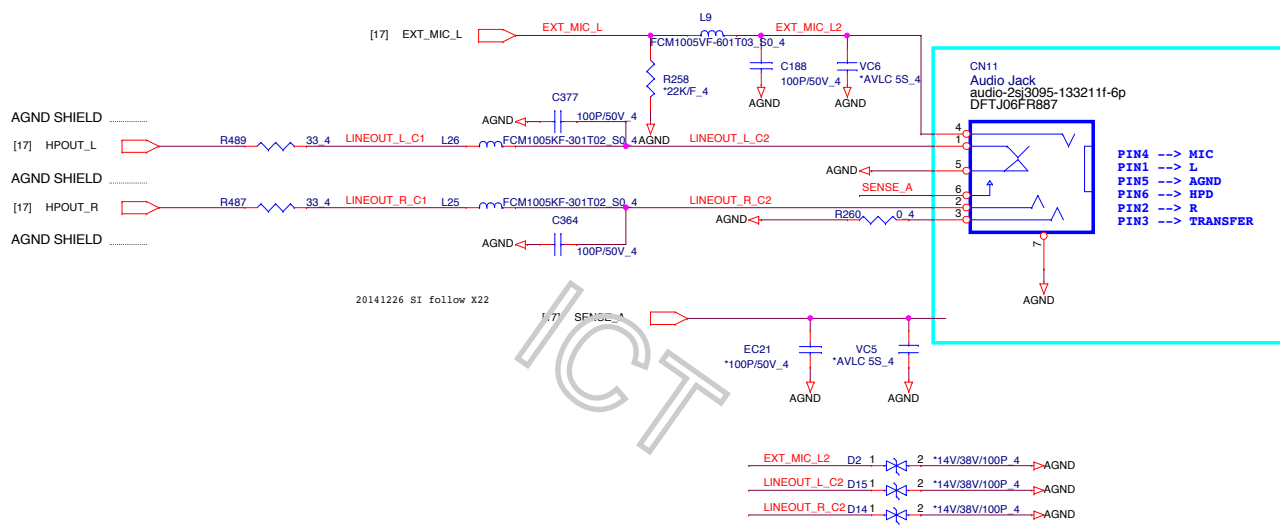 L9
[17] EXT_MIC_L EXT_MIC_L EXT_MIC_L2
FCM1005VF-601T03_S0_4
R258
*22K/F_4
C188
100P/50V_4
VC6
*AVLC 5S_4
AGND AGND
CN11
Audio Jack
audio-2sj3095-133211f-6p
DFTJ06FR887
C377
AGND 100P/50V_4
AGND SHIELD
[17] HPOUT_L R489 33_4 LINEOUT_L_C1 L26 FCM1005KF-301T02_S0_4 AGND LINEOUT_L_C2
4
1
5
6
2
3
7
AGND
SENSE_A
PIN4 --> MIC
PIN1 --> L
PIN5 --> AGND
PIN6 --> HPD
PIN2 --> R
PIN3 --> TRANSFER
AGND SHIELD
[17] HPOUT_R R487 33_4 LINEOUT_R_C1 L25 FCM1005KF-301T02_S0_4 LINEOUT_R_C2
AGND R260 0_4
C364
AGND 100P/50V_4
AGND SHIELD
AGND
20141226 SI follow X22
[17] SENSE_A
ICT
EC21
*100P/50V_4
VC5
*AVLC 5S_4
AGND AGND
EXT_MIC_L2 D2 1 2 *14V/38V/100P_4 AGND
LINEOUT_L_C2 D15 1 2 *14V/38V/100P_4 AGND
LINEOUT_R_C2 D14 1 2 *14V/38V/100P_4 AGND